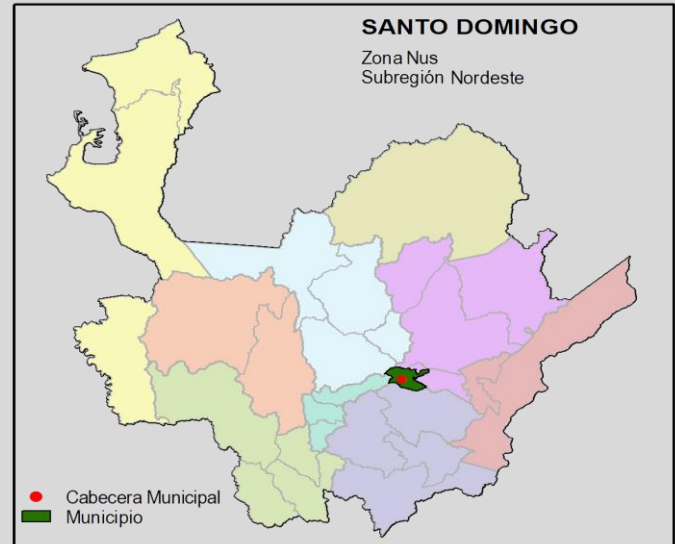 SANTO DOMINGO
Zona Nus
Subregión Nordeste
Cabecera Municipal
Municipio